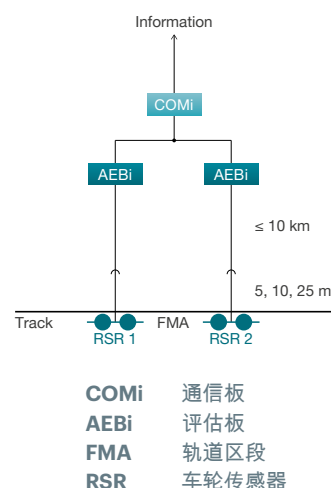 Information
COMi
AEBi AEBi
≤ 10 km
5, 10, 25 m
Track FMA
RSR 1 RSR 2
COMi 通信板
AEBi 评估板
FMA 轨道区段
RSR 车轮传感器